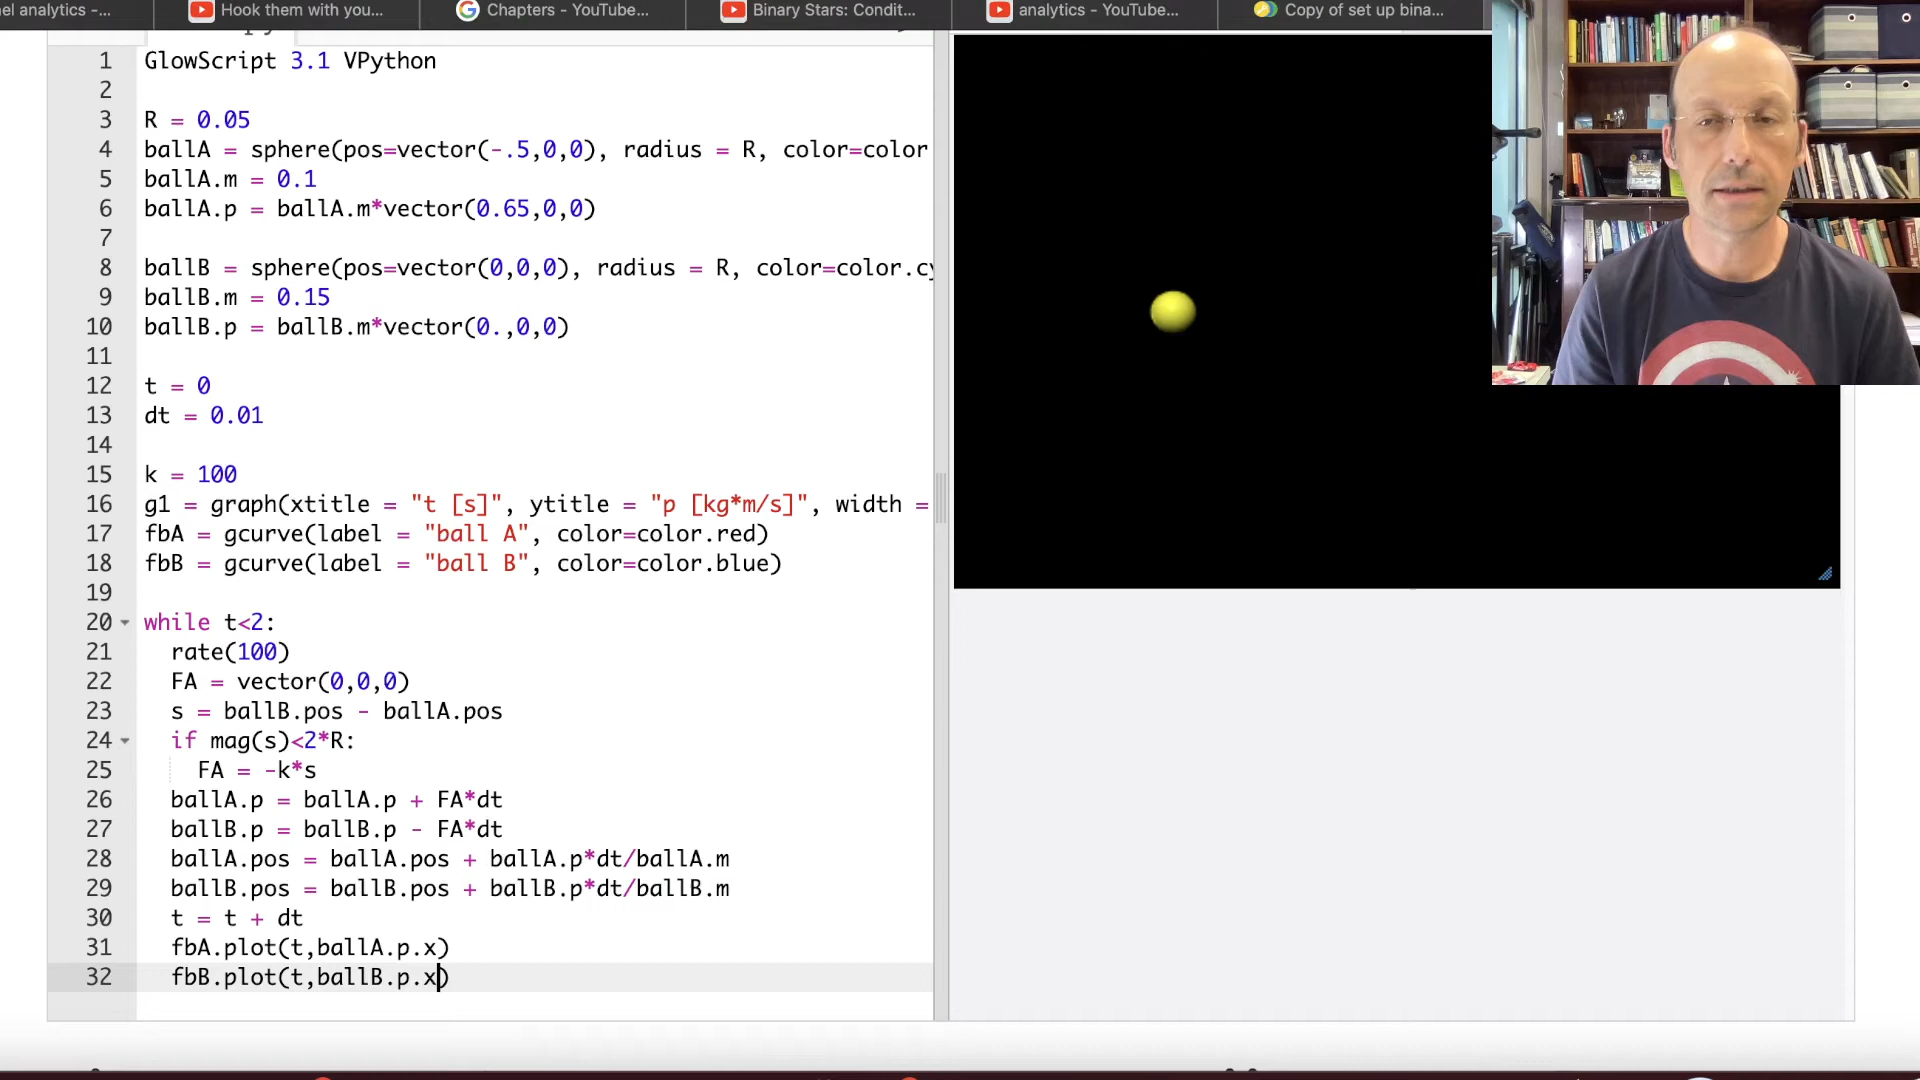 nel analytics -...
Hook them with you...
Chapters - YouTube...
Binary Stars: Condit...
analytics - YouTube...
Copy of set up bina...
1 GlowScript 3.1 VPython
2
3 R = 0.05
4 ballA = sphere(pos=vector(-.5,0,0), radius = R, color=color
5 ballA.m = 0.1
6 ballA.p = ballA.m*vector(0.65,0,0)
7
8 ballB = sphere(pos=vector(0,0,0), radius = R, color=color.cy
9 ballB.m = 0.15
10 ballB.p = ballB.m*vector(0.,0,0)
11
12 t = 0
13 dt = 0.01
14
15 k = 100
16 g1 = graph(xtitle = "t [s]", ytitle = "p [kg*m/s]", width =
17 fbA = gcurve(label = "ball A", color=color.red)
18 fbB = gcurve(label = "ball B", color=color.blue)
19
20 while t<2:
21 rate(100)
22 FA = vector(0,0,0)
23 s = ballB.pos - ballA.pos
24 if mag(s)<2*R:
25 FA = -k*s
26 ballA.p = ballA.p + FA*dt
27 ballB.p = ballB.p - FA*dt
28 ballA.pos = ballA.pos + ballA.p*dt/ballA.m
29 ballB.pos = ballB.pos + ballB.p*dt/ballB.m
30 t = t + dt
31 fbA.plot(t,ballA.p.x)
32 fbB.plot(t,ballB.p.x)